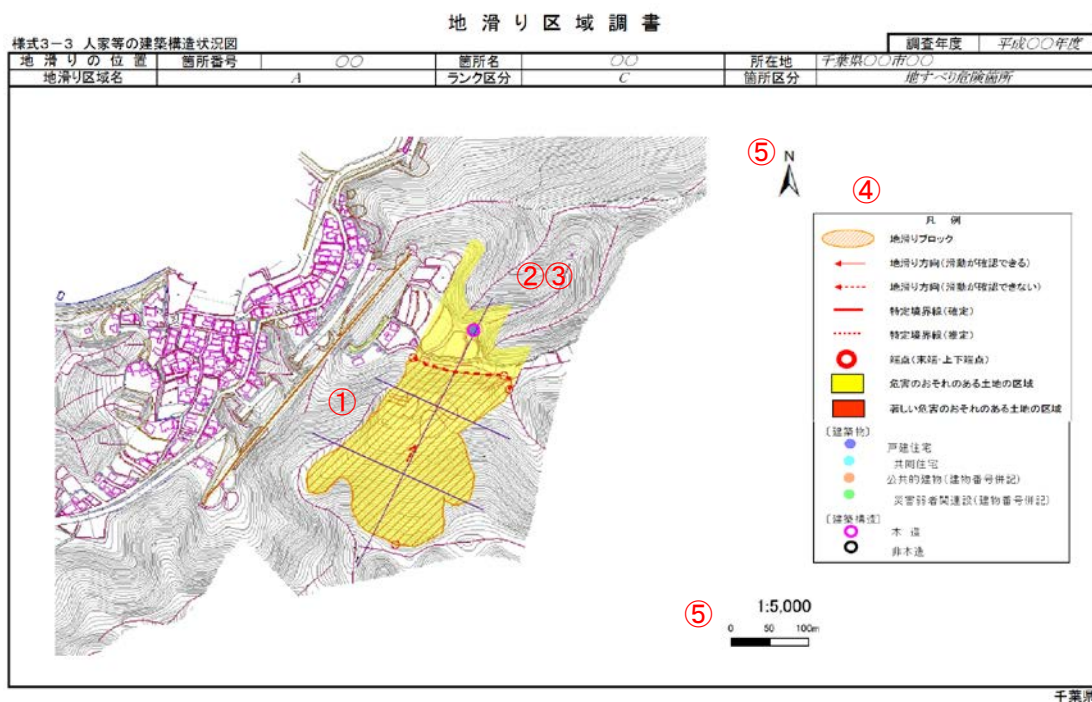 地滑り区域調書
様式3－3 人家等の建築構造状況図
調査年度 平成○○年度
地滑りの位置 箇所番号 ○○ 箇所名 ○○ 所在地 千葉県○○市○○
地滑り区域名 A ランク区分 C 箇所区分 地すべり危険箇所
⑤ N
④
凡 例
地滑りブロック
地滑り方向(滑動が確認できる)
地滑り方向(滑動が確認できない)
特定境界線(確定)
特定境界線(想定)
端点(末端・上下端点)
危害のおそれのある土地の区域
著しい危害のおそれのある土地の区域
[建築物]
戸建住宅
共同住宅
公共的建物(建物番号併記)
災害弱者関連設(建物番号併記)
[建築構造]
木 造
非木造
②③
①
⑤
1:5,000
0 50 100m
千葉県